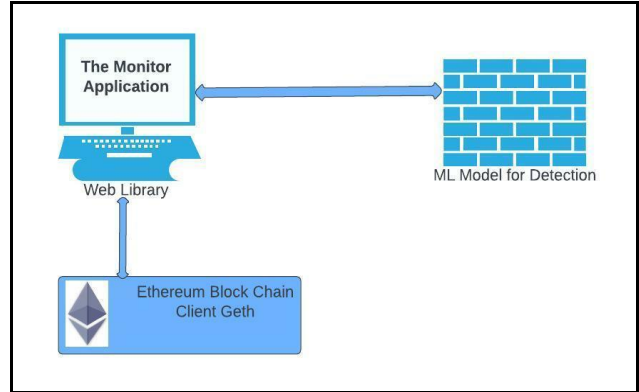 The Monitor
Application
Web Library
ML Model for Detection
Ethereum Block Chain
Client Geth